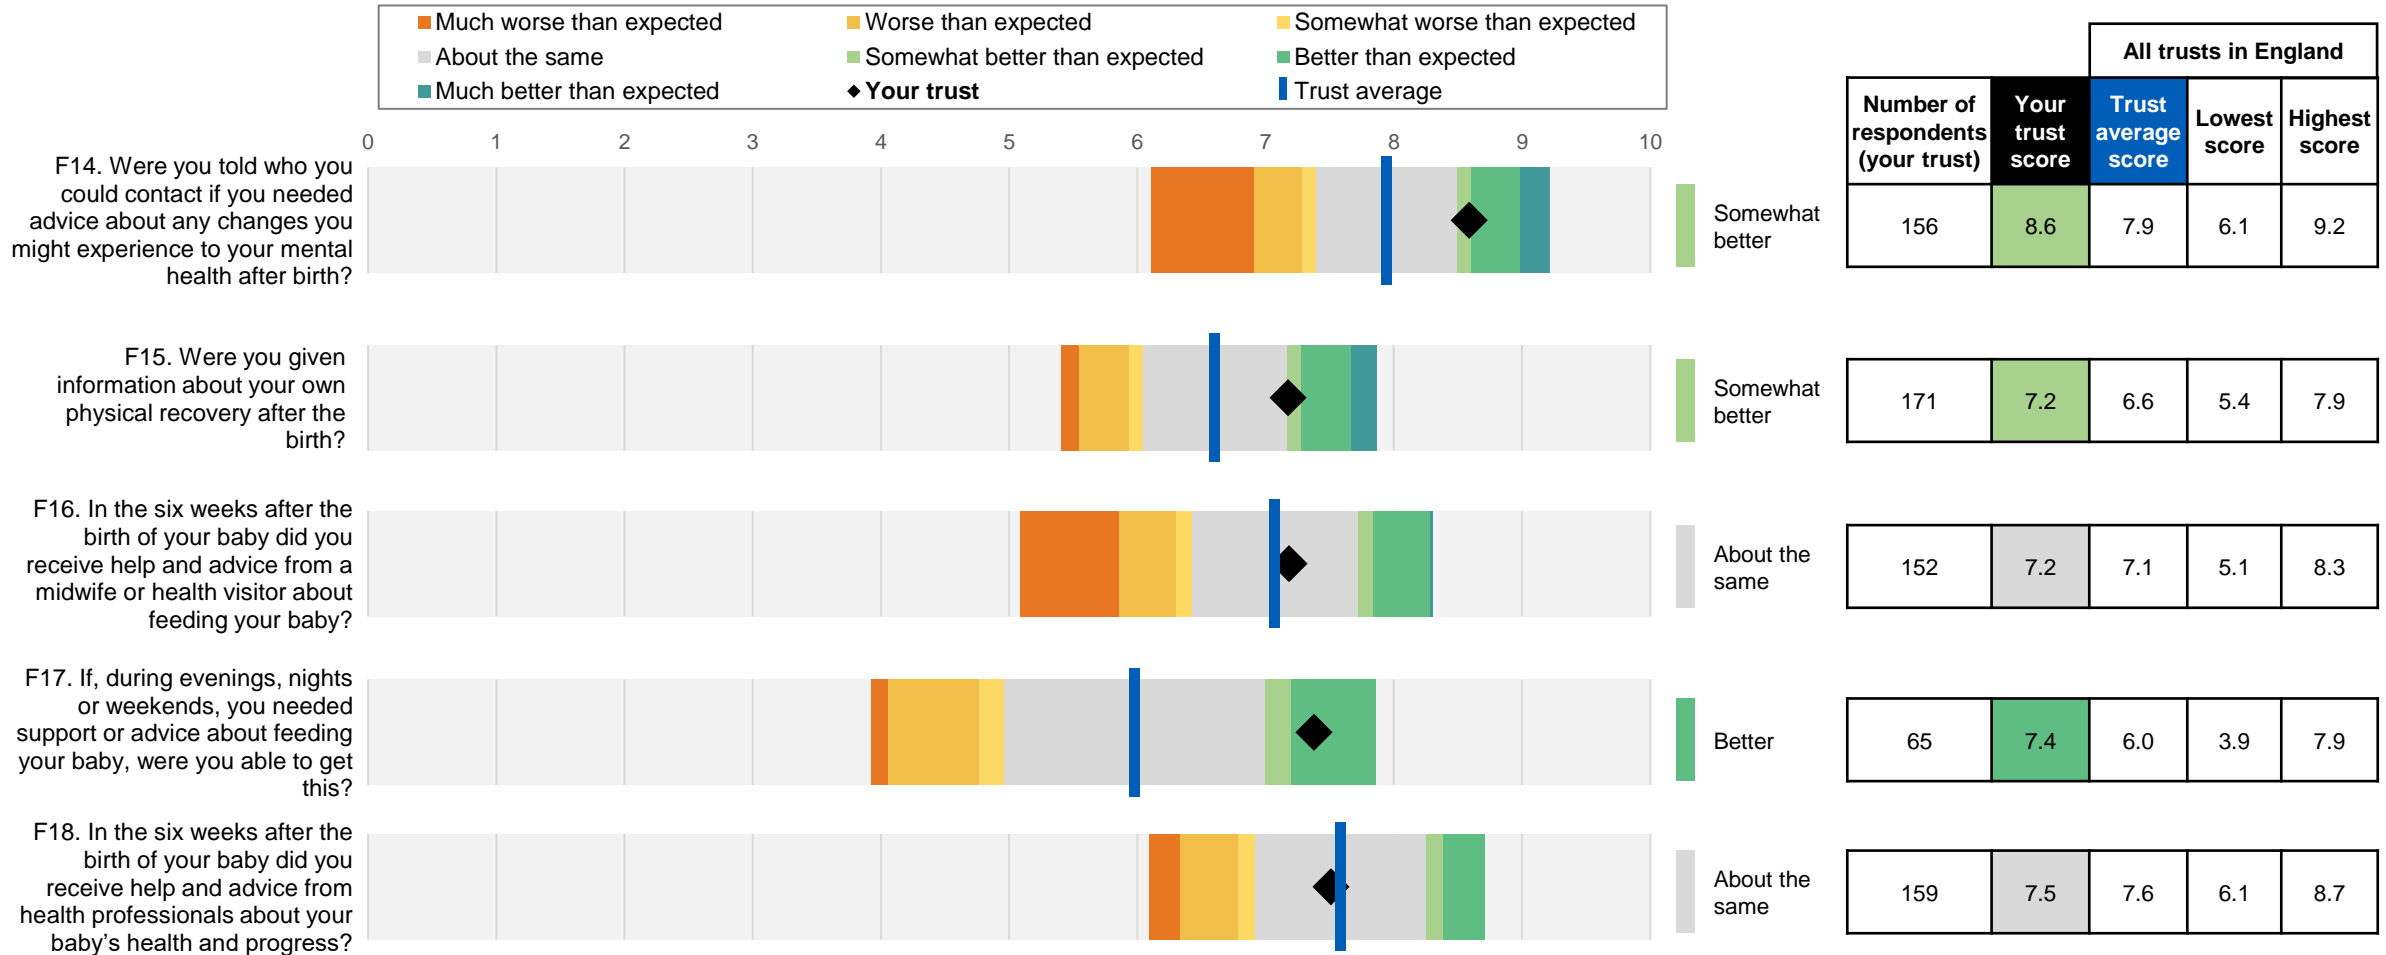 Much worse than expected
Worse than expected
Somewhat worse than expected
About the same
Somewhat better than expected
Better than expected
Much better than expected
Your trust
Trust average
All trusts in England
Number of
respondents
(your trust)
Your
trust
score
Trust
average
score
Lowest
score
Highest
score
0 1 2 3 4 5 6 7 8 9 10
F14. Were you told who you
could contact if you needed
advice about any changes you
might experience to your mental
health after birth?
Somewhat
better
156 8.6 7.9 6.1 9.2
F15. Were you given
information about your own
physical recovery after the
birth?
Somewhat
better
171 7.2 6.6 5.4 7.9
F16. In the six weeks after the
birth of your baby did you
receive help and advice from a
midwife or health visitor about
feeding your baby?
About the
same
152 7.2 7.1 5.1 8.3
F17. If, during evenings, nights
or weekends, you needed
support or advice about feeding
your baby, were you able to get
this?
Better
65 7.4 6.0 3.9 7.9
F18. In the six weeks after the
birth of your baby did you
receive help and advice from
health professionals about your
baby’s health and progress?
About the
same
159 7.5 7.6 6.1 8.7